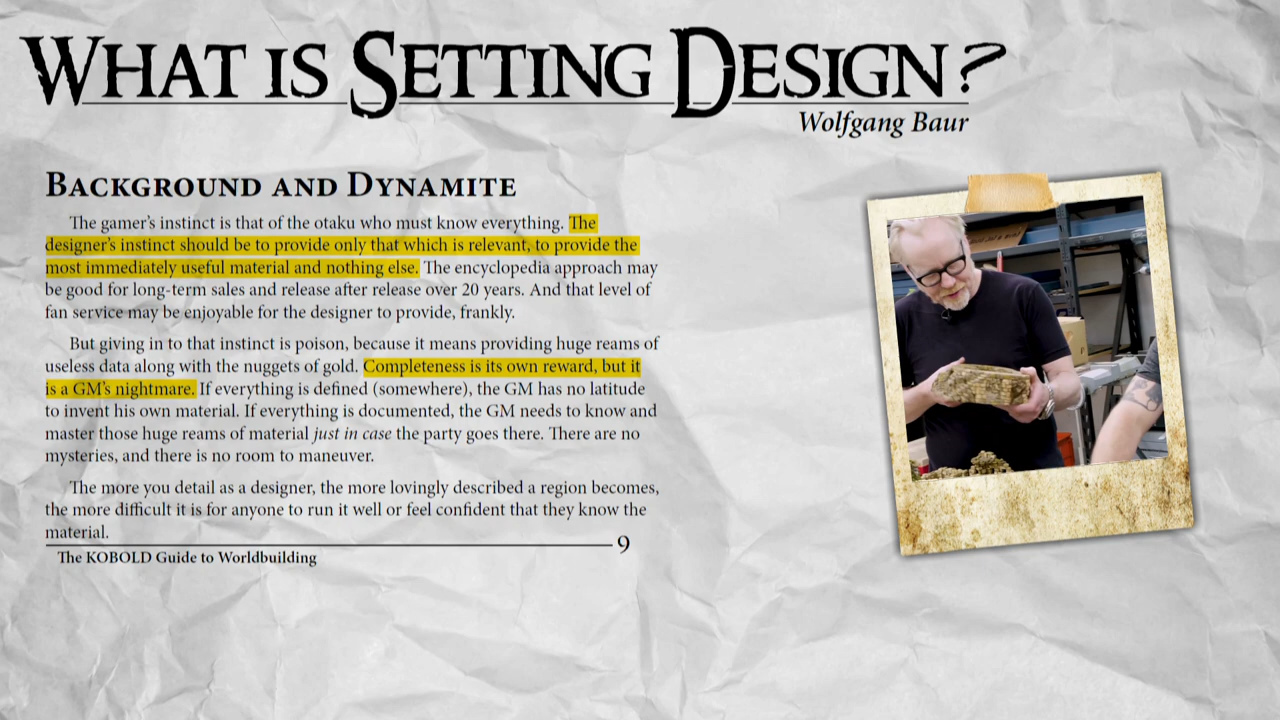 WHAT IS SETTING DESIGN?
Wolfgang Baur
BACKGROUND AND DYNAMITE
The gamer's instinct is that of the otaku who must know everything. The
designer's instinct should be to provide only that which is relevant, to provide the
most immediately useful material and nothing else. The encyclopedia approach may
be good for long-term sales and release after release over 20 years. And that level of
fan service may be enjoyable for the designer to provide, frankly.
But giving in to that instinct is poison, because it means providing huge reams of
useless data along with the nuggets of gold. Completeness is its own reward, but it
is a GM's nightmare. If everything is defined (somewhere), the GM has no latitude
to invent his own material. If everything is documented, the GM needs to know and
master those huge reams of material just in case the party goes there. There are no
mysteries, and there is no room to maneuver.
The more you detail as a designer, the more lovingly described a region becomes,
the more difficult it is for anyone to run it well or feel confident that they know the
material.
9
The KOBOLD Guide to Worldbuilding